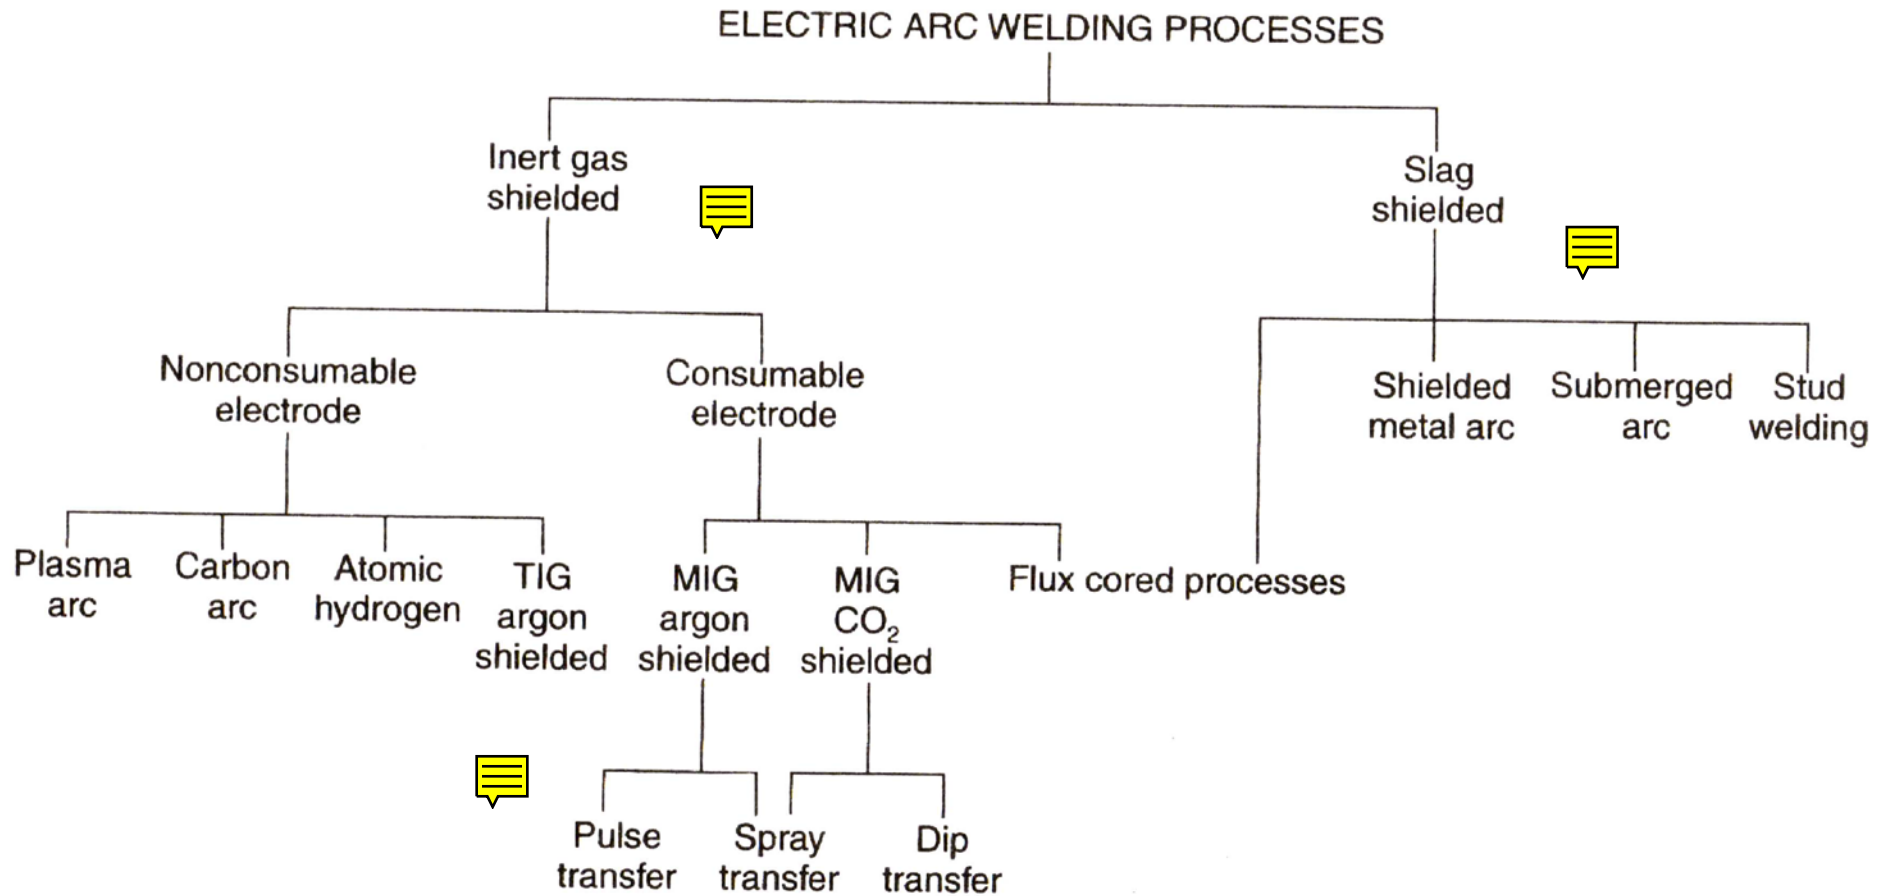 ELECTRIC ARC WELDING PROCESSES
Inert gas
shielded
Slag
shielded
Nonconsumable
electrode
Consumable
electrode
Shielded
metal arc
Submerged
arc
Stud
welding
Plasma
arc
Carbon
arc
Atomic
hydrogen
TIG
argon
shielded
MIG
argon
shielded
MIG
CO₂
shielded
Flux cored processes
Pulse
transfer
Spray
transfer
Dip
transfer